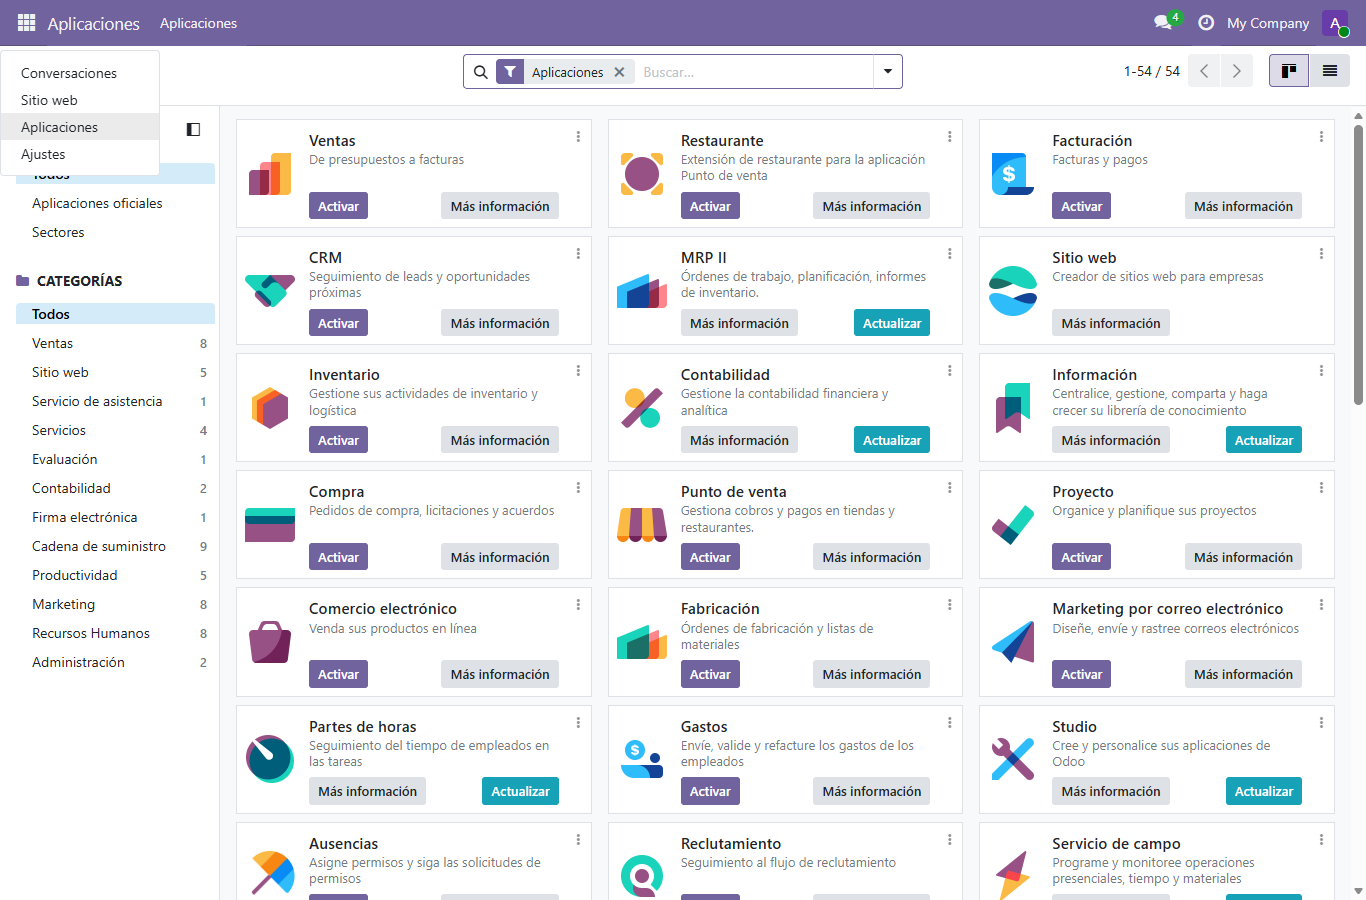 Aplicaciones
Aplicaciones
4
My Company
A
Conversaciones
Sitio web
Aplicaciones
Ajustes
Aplicaciones
Buscar...
1-54 / 54
Todos
Aplicaciones oficiales
Sectores
CATEGORÍAS
Todos
Ventas 8
Sitio web 5
Servicio de asistencia 1
Servicios 4
Evaluación 1
Contabilidad 2
Firma electrónica 1
Cadena de suministro 9
Productividad 5
Marketing 8
Recursos Humanos 8
Administración 2
Ventas
De presupuestos a facturas
Activar
Más información
Restaurante
Extensión de restaurante para la aplicación
Punto de venta
Activar
Más información
Facturación
Facturas y pagos
Activar
Más información
CRM
Seguimiento de leads y oportunidades
próximas
Activar
Más información
MRP II
Órdenes de trabajo, planificación, informes
de inventario.
Más información
Actualizar
Sitio web
Creador de sitios web para empresas
Más información
Inventario
Gestione sus actividades de inventario y
logística
Activar
Más información
Contabilidad
Gestione la contabilidad financiera y
analítica
Más información
Actualizar
Información
Centralice, gestione, comparta y haga
crecer su librería de conocimiento
Más información
Actualizar
Compra
Pedidos de compra, licitaciones y acuerdos
Activar
Más información
Punto de venta
Gestiona cobros y pagos en tiendas y
restaurantes.
Activar
Más información
Proyecto
Organice y planifique sus proyectos
Activar
Más información
Comercio electrónico
Venda sus productos en línea
Activar
Más información
Fabricación
Órdenes de fabricación y listas de
materiales
Activar
Más información
Marketing por correo electrónico
Diseñe, envíe y rastree correos electrónicos
Activar
Más información
Partes de horas
Seguimiento del tiempo de empleados en
las tareas
Más información
Actualizar
Gastos
Envíe, valide y refacture los gastos de los
empleados
Activar
Más información
Studio
Cree y personalice sus aplicaciones de
Odoo
Más información
Actualizar
Ausencias
Asigne permisos y siga las solicitudes de
permisos
Reclutamiento
Seguimiento al flujo de reclutamiento
Servicio de campo
Programe y monitoree operaciones
presenciales, tiempo y materiales